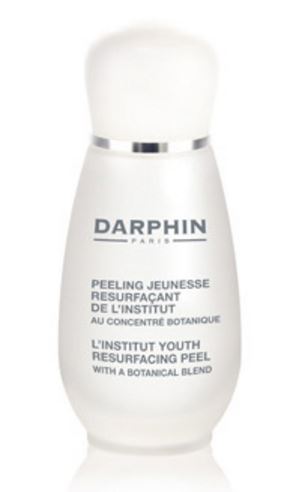 DARPHIN
PARIS
PEELING JEUNESSE
RESURFAÇANT
DE L'INSTITUT
AU CONCENTRÉ BOTANIQUE
L'INSTITUT YOUTH
RESURFACING PEEL
WITH A BOTANICAL BLEND